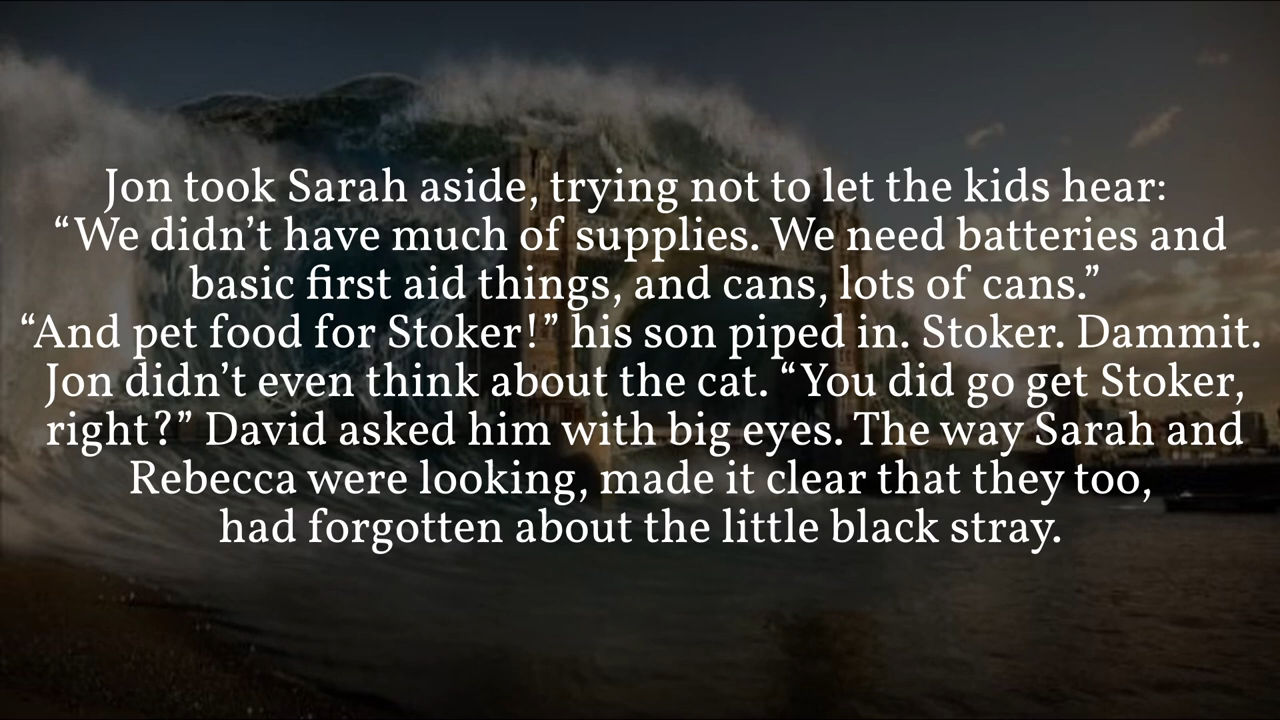 Jon took Sarah aside, trying not to let the kids hear:
“We didn’t have much of supplies. We need batteries and
basic first aid things, and cans, lots of cans.”
“And pet food for Stoker!” his son piped in. Stoker. Dammit.
Jon didn’t even think about the cat. “You did go get Stoker,
right?” David asked him with big eyes. The way Sarah and
Rebecca were looking, made it clear that they too,
had forgotten about the little black stray.